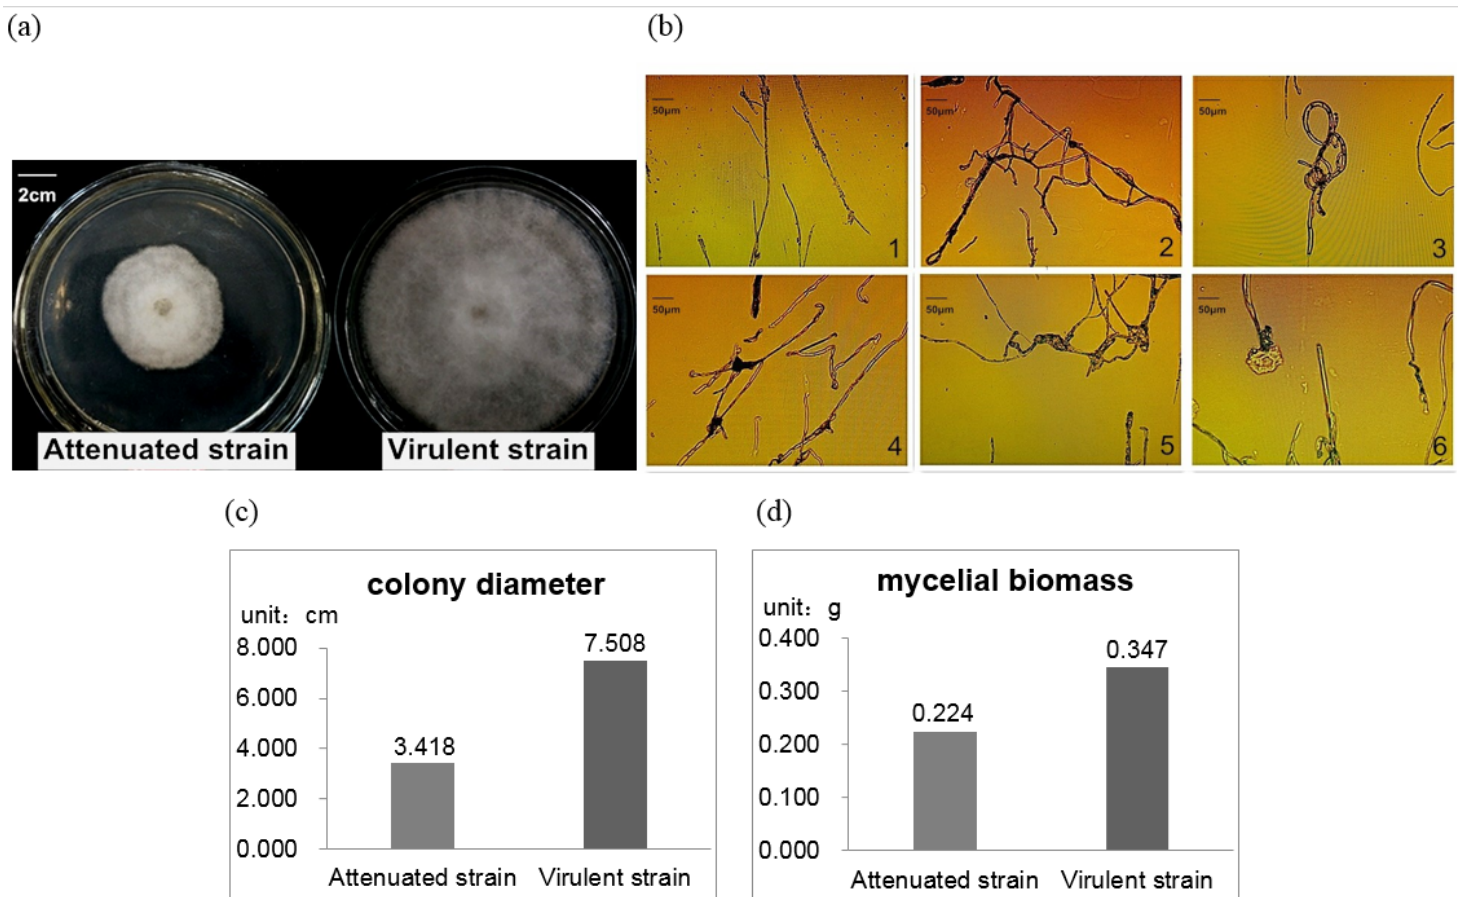 (a)
(b)
2cm
Attenuated strain
Virulent strain
50μm
1
50μm
2
50μm
3
50μm
4
50μm
5
50μm
6
(c)
(d)
colony diameter
unit：cm
8.000
6.000
4.000
2.000
0.000
3.418
7.508
Attenuated strain
Virulent strain
mycelial biomass
unit：g
0.400
0.300
0.200
0.100
0.000
0.224
0.347
Attenuated strain
Virulent strain